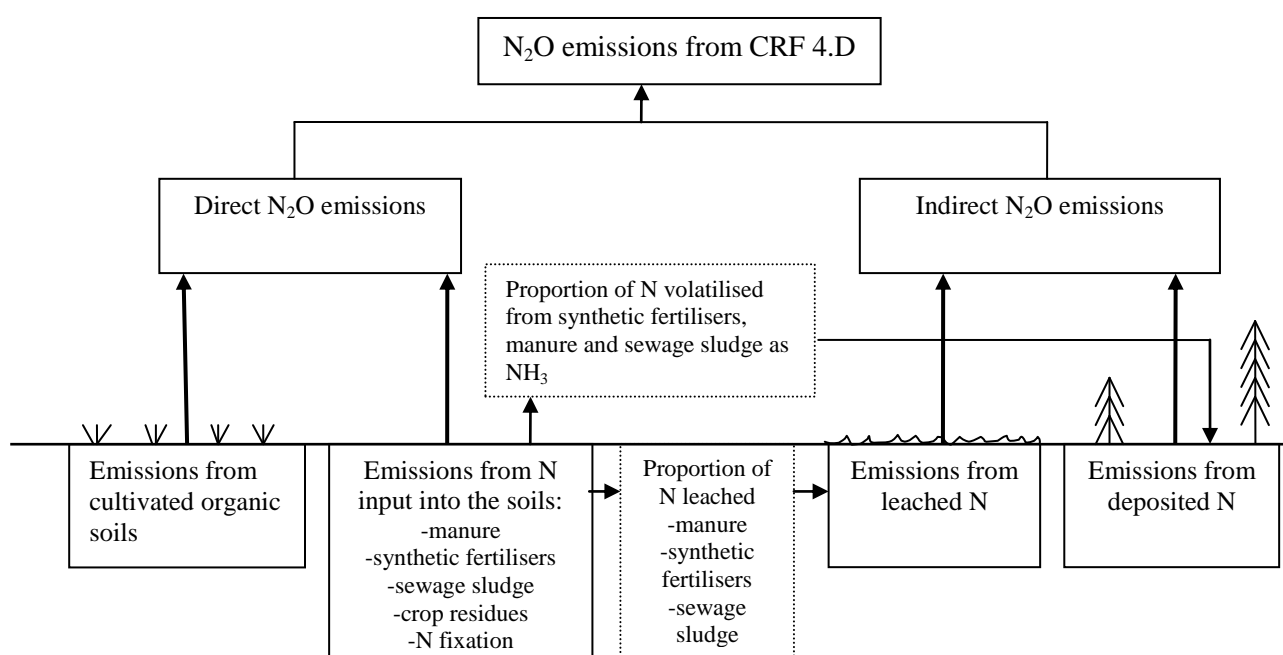 N₂O emissions from CRF 4.D
Direct N₂O emissions
Indirect N₂O emissions
Proportion of N volatilised
from synthetic fertilisers,
manure and sewage sludge as
NH₃
Emissions from
cultivated organic
soils
Emissions from N
input into the soils:
-manure
-synthetic fertilisers
-sewage sludge
-crop residues
-N fixation
Proportion of
N leached
-manure
-synthetic
fertilisers
-sewage
sludge
Emissions from
leached N
Emissions from
deposited N